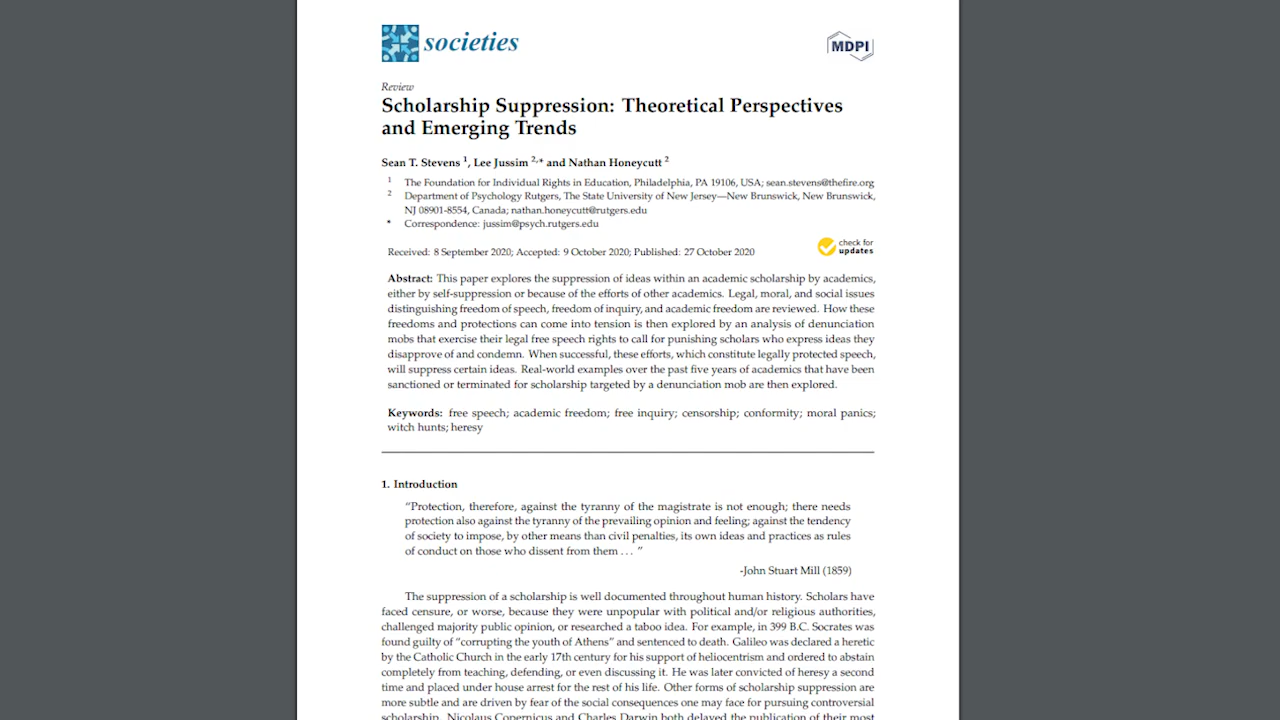 societies
MDPI
Review
Scholarship Suppression: Theoretical Perspectives
and Emerging Trends
Sean T. Stevens 1, Lee Jussim 2,* and Nathan Honeycutt 2
1 The Foundation for Individual Rights in Education, Philadelphia, PA 19106, USA; sean.stevens@thefire.org
2 Department of Psychology Rutgers, The State University of New Jersey—New Brunswick, New Brunswick,
NJ 08901-8554, Canada; nathan.honeycutt@rutgers.edu
* Correspondence: jussim@psych.rutgers.edu
Received: 8 September 2020; Accepted: 9 October 2020; Published: 27 October 2020
check for
updates
Abstract: This paper explores the suppression of ideas within an academic scholarship by academics,
either by self-suppression or because of the efforts of other academics. Legal, moral, and social issues
distinguishing freedom of speech, freedom of inquiry, and academic freedom are reviewed. How these
freedoms and protections can come into tension is then explored by an analysis of denunciation
mobs that exercise their legal free speech rights to call for punishing scholars who express ideas they
disapprove of and condemn. When successful, these efforts, which constitute legally protected speech,
will suppress certain ideas. Real-world examples over the past five years of academics that have been
sanctioned or terminated for scholarship targeted by a denunciation mob are then explored.
Keywords: free speech; academic freedom; free inquiry; censorship; conformity; moral panics;
witch hunts; heresy
1. Introduction
“Protection, therefore, against the tyranny of the magistrate is not enough; there needs
protection also against the tyranny of the prevailing opinion and feeling; against the tendency
of society to impose, by other means than civil penalties, its own ideas and practices as rules
of conduct on those who dissent from them . . . ”
-John Stuart Mill (1859)
The suppression of a scholarship is well documented throughout human history. Scholars have
faced censure, or worse, because they were unpopular with political and/or religious authorities,
challenged majority public opinion, or researched a taboo idea. For example, in 399 B.C. Socrates was
found guilty of “corrupting the youth of Athens” and sentenced to death. Galileo was declared a heretic
by the Catholic Church in the early 17th century for his support of heliocentrism and ordered to abstain
completely from teaching, defending, or even discussing it. He was later convicted of heresy a second
time and placed under house arrest for the rest of his life. Other forms of scholarship suppression are
more subtle and are driven by fear of the social consequences one may face for pursuing controversial
scholarship. Nicolaus Copernicus and Charles Darwin both delayed the publication of their most